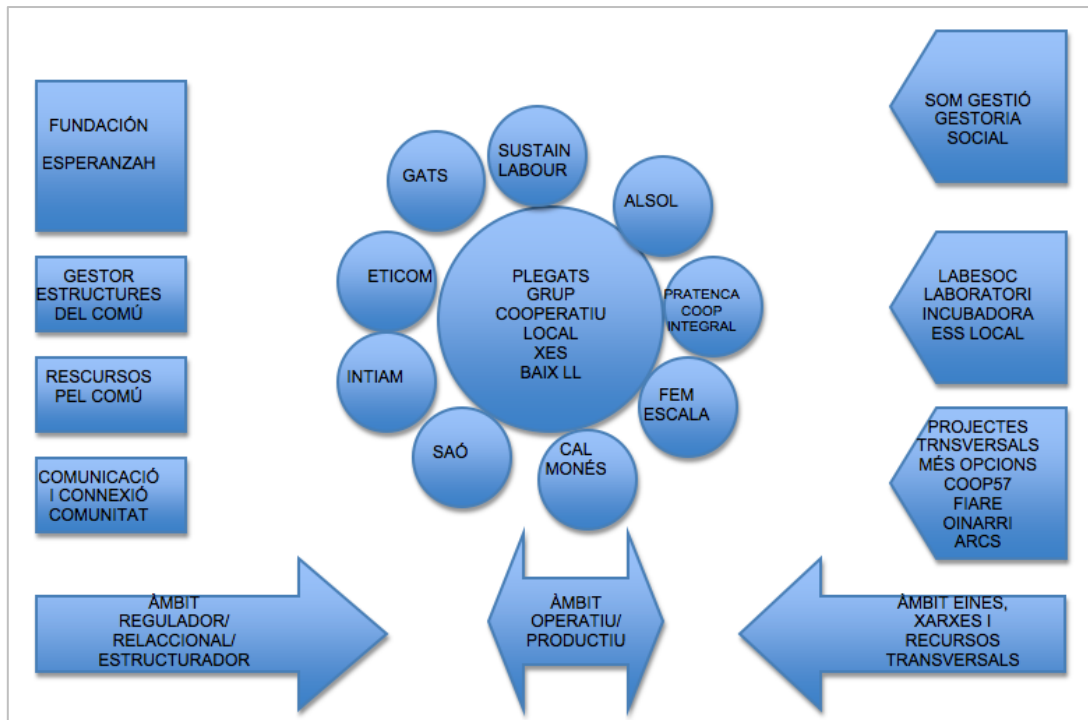 FUNDACIÓN
ESPERANZAH
GESTOR
ESTRUCTURES
DEL COMÚ
RESCURSOS
PEL COMÚ
COMUNICACIÓ
I CONNEXIÓ
COMUNITAT
SUSTAIN
LABOUR
GATS
ALSOL
ETICOM
PLEGATS
GRUP
COOPERATIU
LOCAL
XES
BAIX LL
PRATENCA
COOP
INTEGRAL
INTIAM
FEM
ESCALA
SAÓ
CAL
MONÉS
SOM GESTIÓ
GESTORIA
SOCIAL
LABESOC
LABORATORI
INCUBADORA
ESS LOCAL
PROJECTES
TRNSVERSALS
MÉS OPCIONS
COOP57
FIARE
OINARRI
ARCS
ÀMBIT
REGULADOR/
RELACCIONAL/
ESTRUCTURADOR
ÀMBIT
OPERATIU/
PRODUCTIU
ÀMBIT EINES,
XARXES I
RECURSOS
TRANSVERSALS